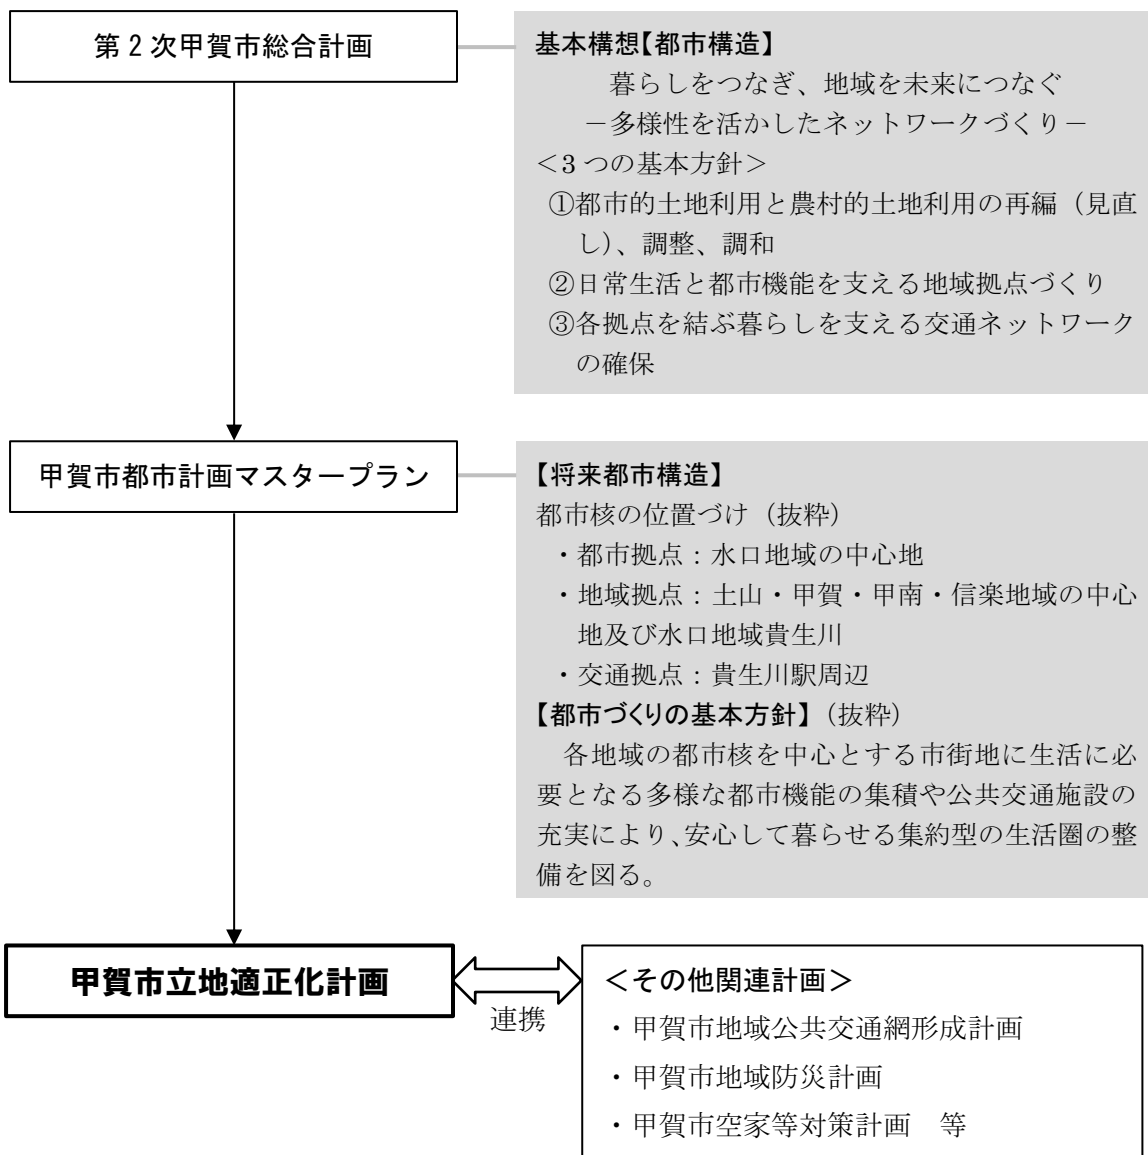 第２次甲賀市総合計画
基本構想【都市構造】
暮らしをつなぎ、地域を未来につなぐ
－多様性を活かしたネットワークづくり－
＜３つの基本方針＞
①都市的土地利用と農村的土地利用の再編（見直
し）、調整、調和
②日常生活と都市機能を支える地域拠点づくり
③各拠点を結ぶ暮らしを支える交通ネットワーク
の確保
甲賀市都市計画マスタープラン
【将来都市構造】
都市核の位置づけ（抜粋）
・都市拠点：水口地域の中心地
・地域拠点：土山・甲賀・甲南・信楽地域の中心
地及び水口地域貴生川
・交通拠点：貴生川駅周辺
【都市づくりの基本方針】（抜粋）
各地域の都市核を中心とする市街地に生活に必
要となる多様な都市機能の集積や公共交通施設の
充実により、安心して暮らせる集約型の生活圏の整
備を図る。
甲賀市立地適正化計画
連携
＜その他関連計画＞
・甲賀市地域公共交通網形成計画
・甲賀市地域防災計画
・甲賀市空家等対策計画　等